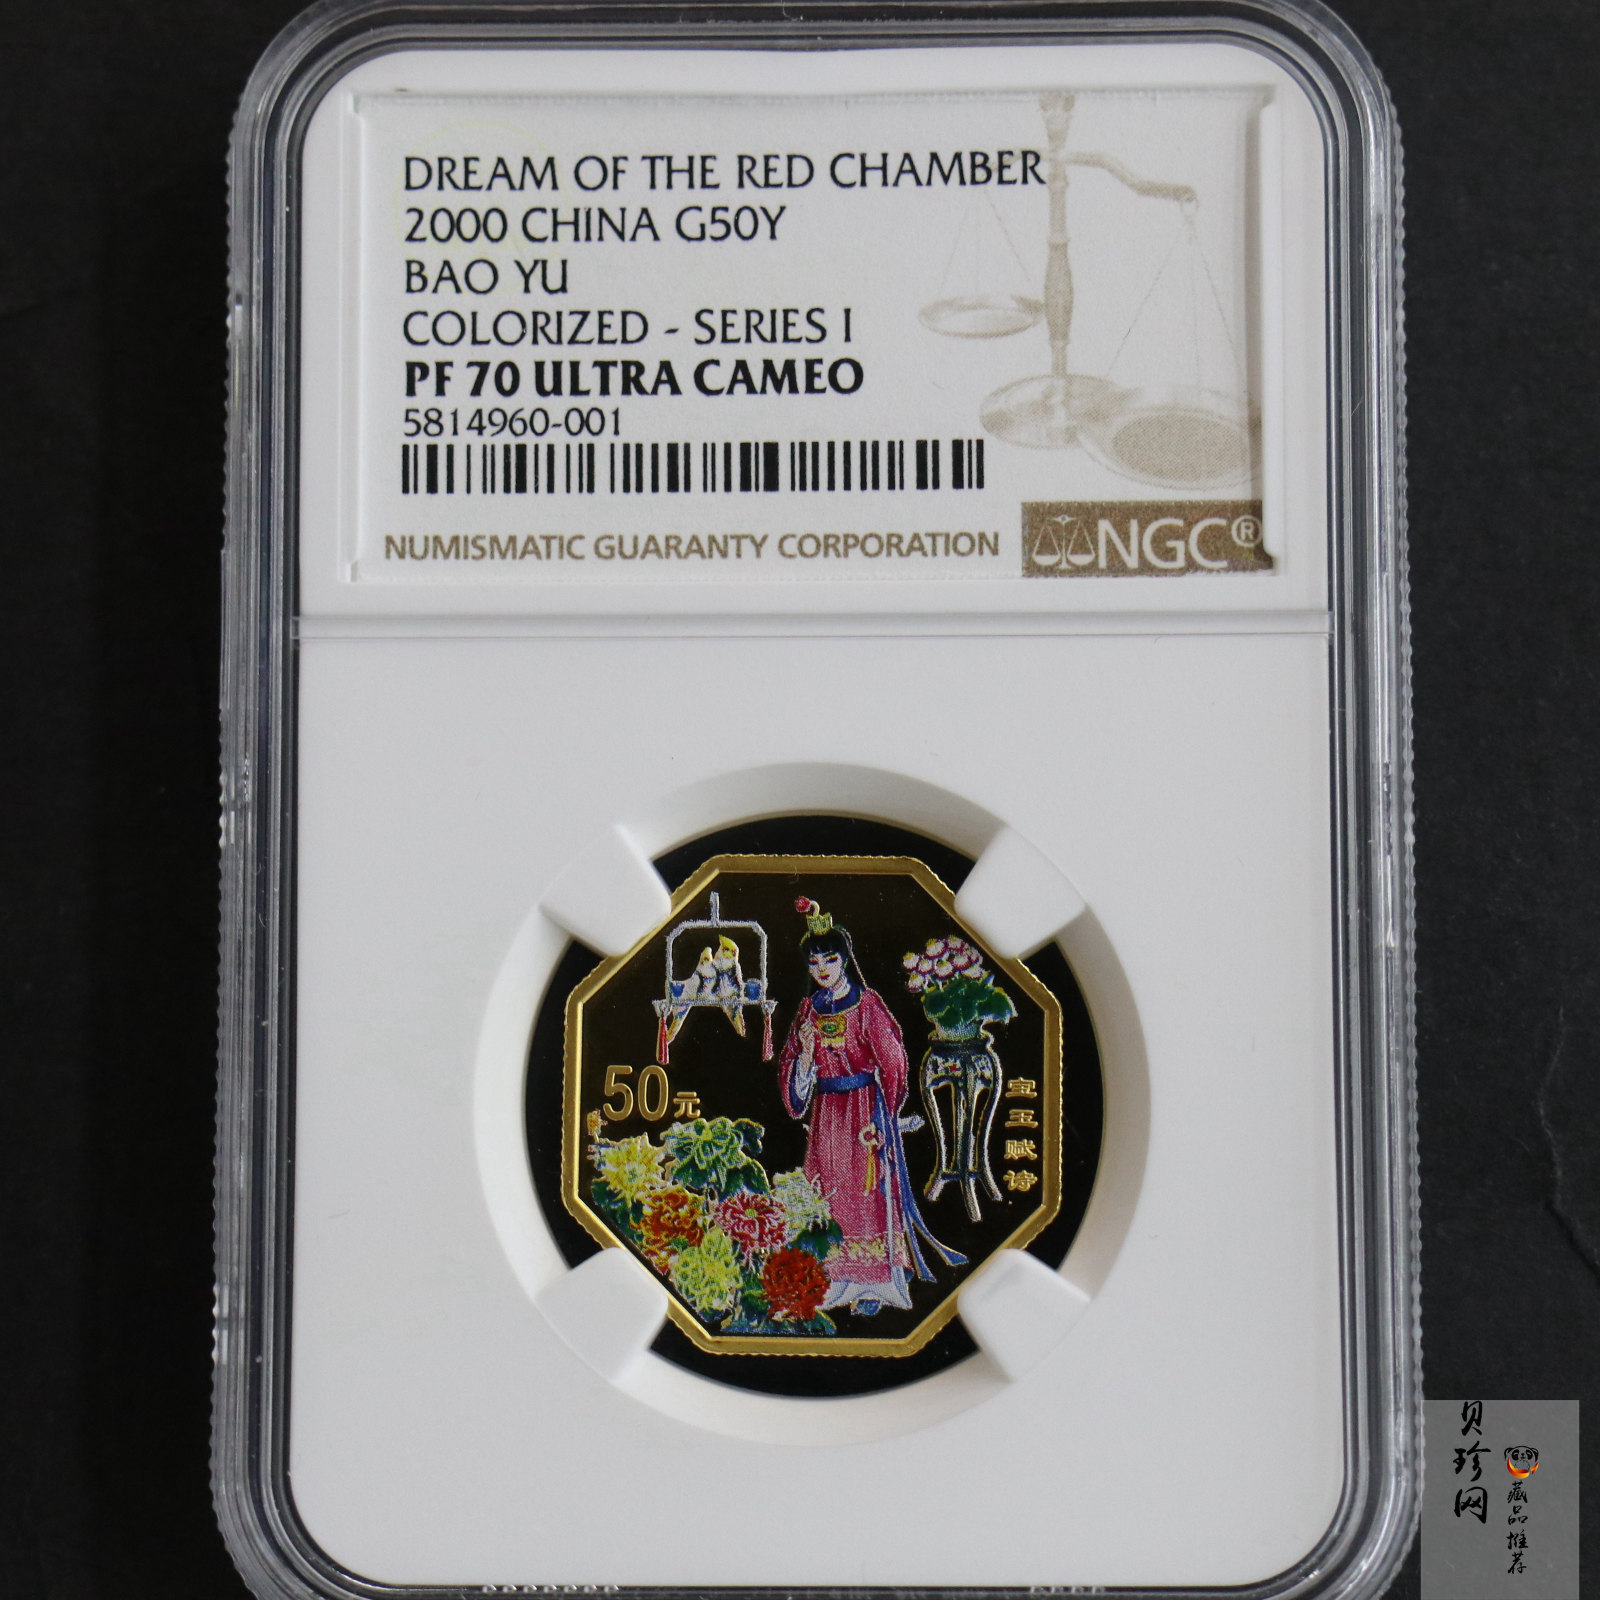 DREAM OF THE RED CHAMBER
2000 CHINA G50Y
BAO YU
COLORIZED - SERIES I
PF 70 ULTRA CAMEO
5814960-001
NUMISMATIC GUARANTY CORPORATION
NGC®
50元
宝玉赋诗
贝珍网
藏品推荐